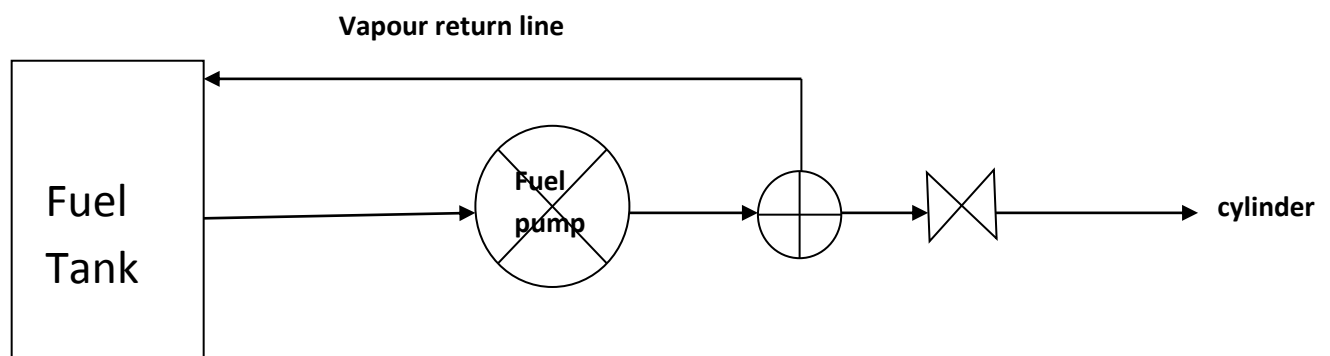 Vapour return line
Fuel
Tank
Fuel
pump
cylinder